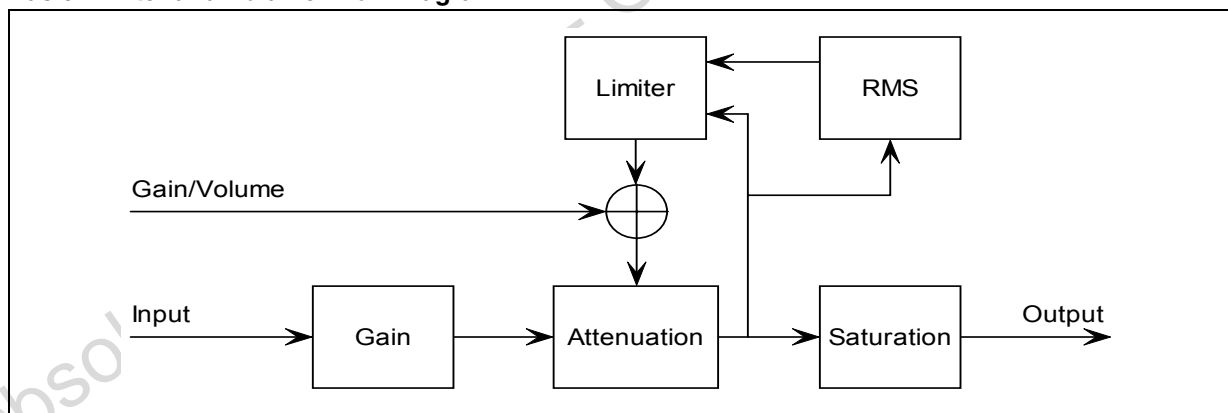 Limiter
RMS
Gain/Volume
Input
Gain
Attenuation
Saturation
Output